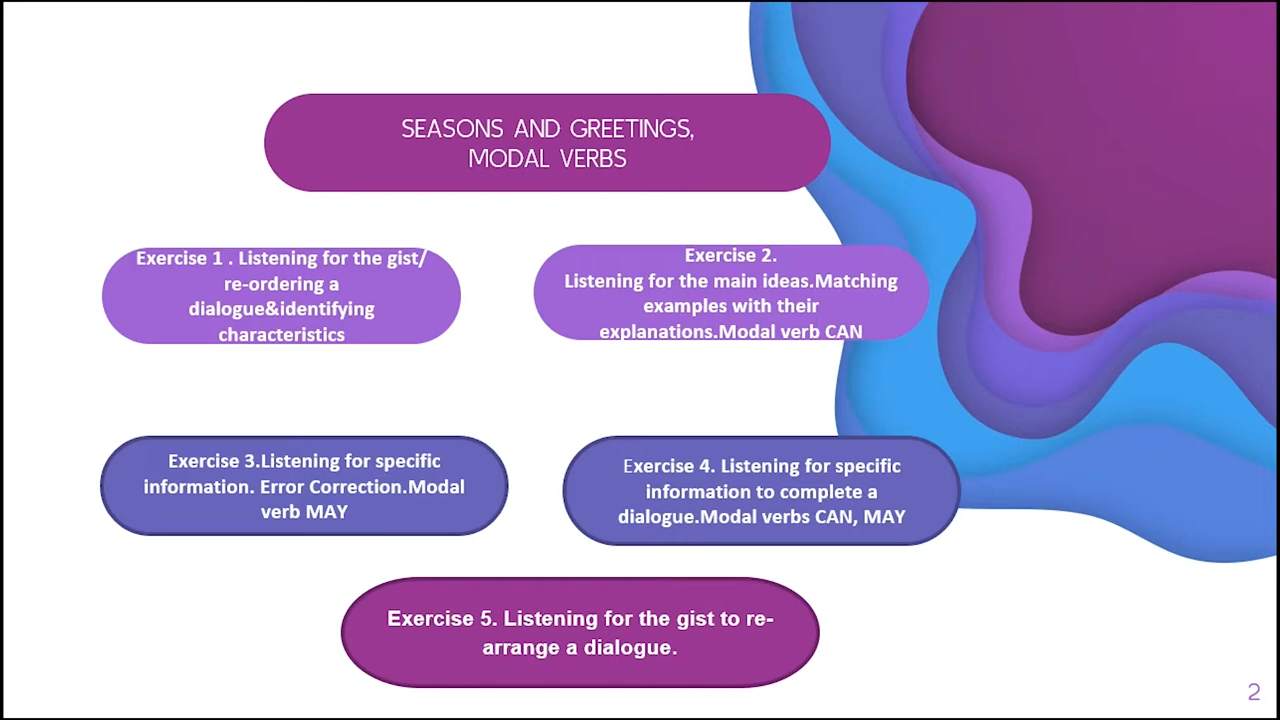 SEASONS AND GREETINGS,
MODAL VERBS
Exercise 1 . Listening for the gist/
re-ordering a
dialogue&identifying
characteristics
Exercise 2.
Listening for the main ideas.Matching
examples with their
explanations.Modal verb CAN
Exercise 3.Listening for specific
information. Error Correction.Modal
verb MAY
Exercise 4. Listening for specific
information to complete a
dialogue.Modal verbs CAN, MAY
Exercise 5. Listening for the gist to re-
arrange a dialogue.
2